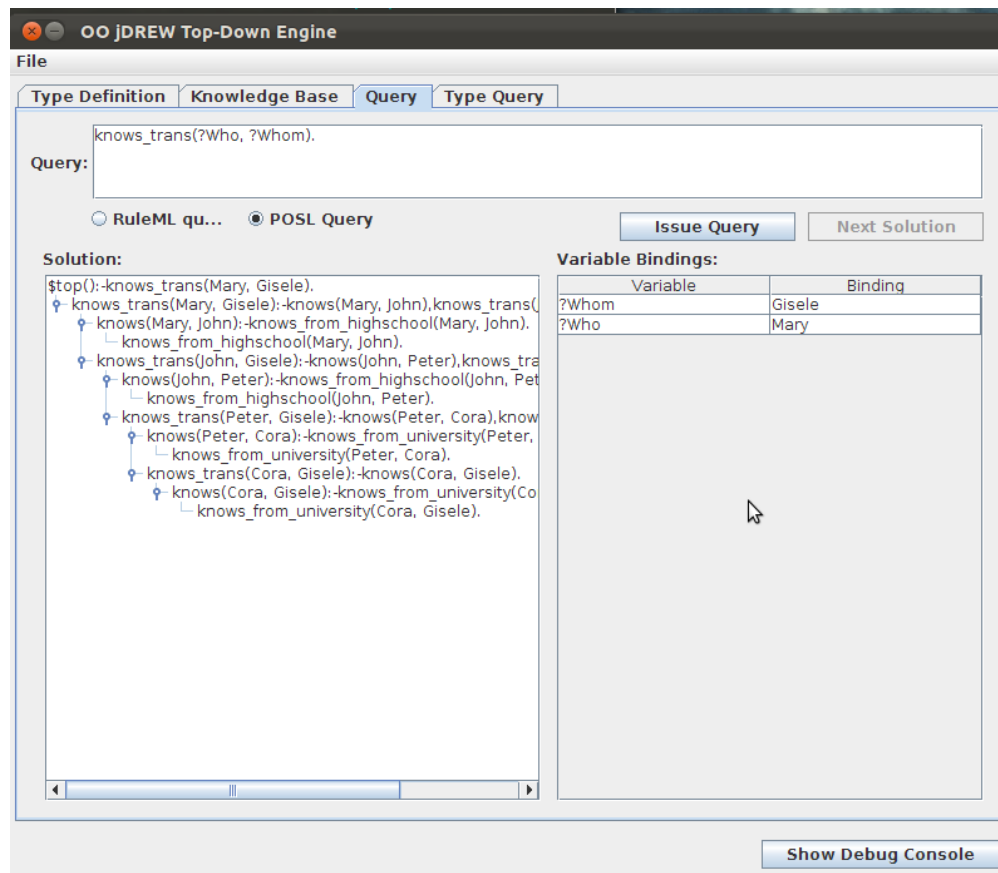 OO jDREW Top-Down Engine
File
Type Definition Knowledge Base Query Type Query
knows_trans(?Who, ?Whom).
Query:
RuleML qu... POSL Query
Issue Query Next Solution
Solution:
Variable Bindings:
$top():-knows_trans(Mary, Gisele).
knows_trans(Mary, Gisele):-knows(Mary, John),knows_trans(
knows(Mary, John):-knows_from_highschool(Mary, John).
knows_from_highschool(Mary, John).
knows_trans(John, Gisele):-knows(John, Peter),knows_tra
knows(John, Peter):-knows_from_highschool(John, Pet
knows_from_highschool(John, Peter).
knows_trans(Peter, Gisele):-knows(Peter, Cora),know
knows(Peter, Cora):-knows_from_university(Peter,
knows_from_university(Peter, Cora).
knows_trans(Cora, Gisele):-knows(Cora, Gisele).
knows(Cora, Gisele):-knows_from_university(Co
knows_from_university(Cora, Gisele).
Variable Binding
?Whom Gisele
?Who Mary
Show Debug Console